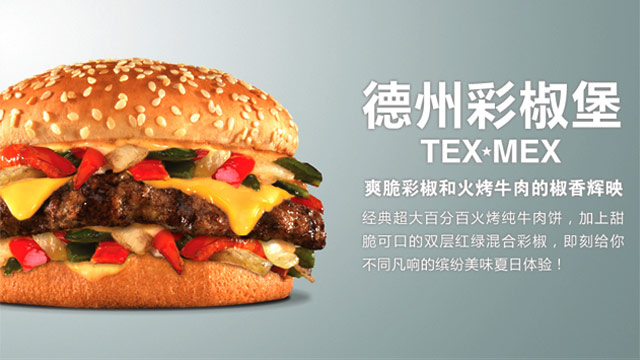 德州彩椒堡
TEX★MEX
爽脆彩椒和火烤牛肉的椒香辉映
经典超大百分百火烤纯牛肉饼，加上甜
脆可口的双层红绿混合彩椒，即刻给你
不同凡响的缤纷美味夏日体验！